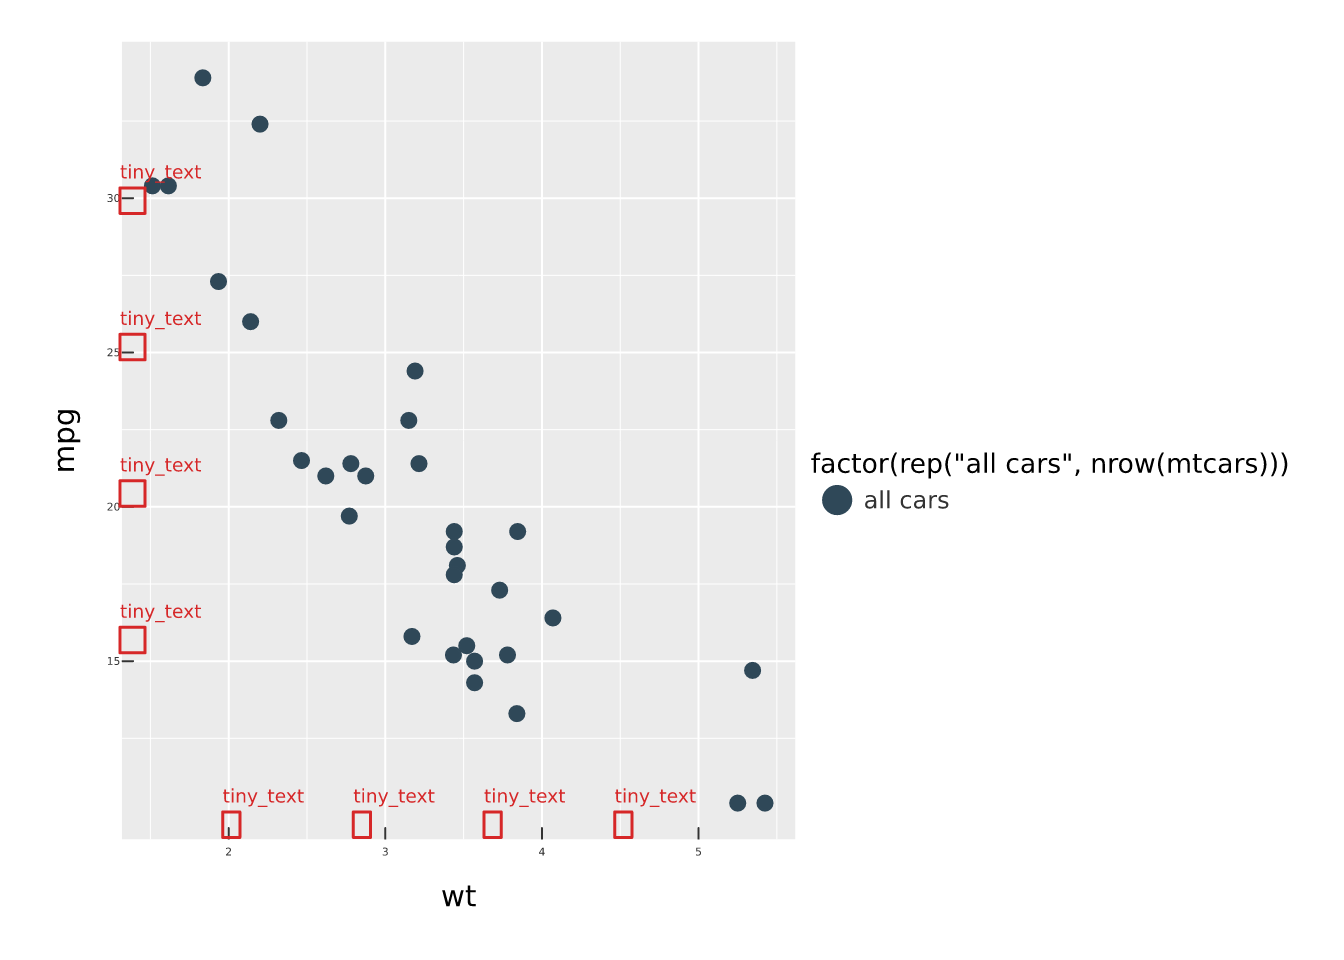 tiny_text
30
tiny_text
25
mpg
tiny_text
20
tiny_text
15
tiny_text tiny_text tiny_text tiny_text
2 3 4 5
wt
factor(rep("all cars", nrow(mtcars)))
all cars